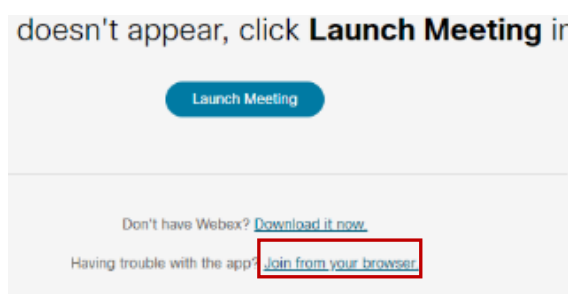 doesn't appear, click Launch Meeting in
Launch Meeting
Don't have Webex? Download it now.
Having trouble with the app? Join from your browser.